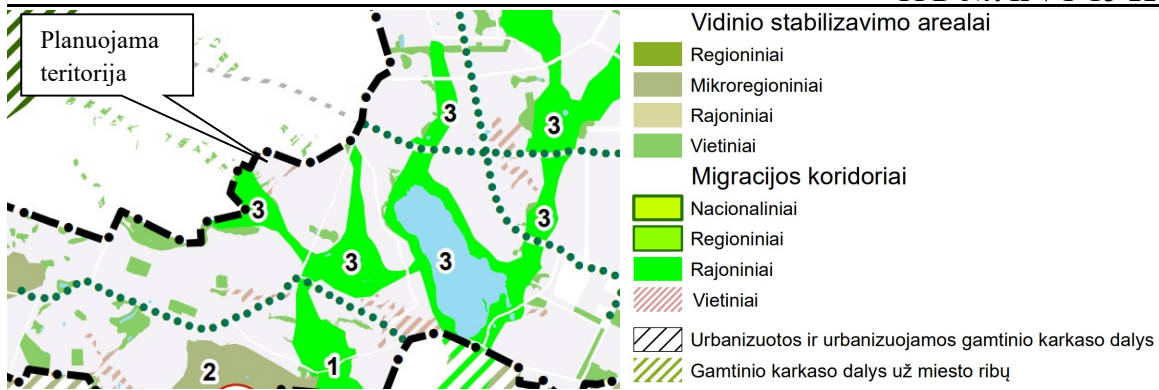 Planuojama
teritorija
3
3
3
3
3
3
2
1
Vidinio stabilizavimo arealai
Regioniniai
Mikroregioniniai
Rajoniniai
Vietiniai
Migracijos koridoriai
Nacionaliniai
Regioniniai
Rajoniniai
Vietiniai
Urbanizuotos ir urbanizuojamos gamtinio karkaso dalys
Gamtinio karkaso dalys už miesto ribų